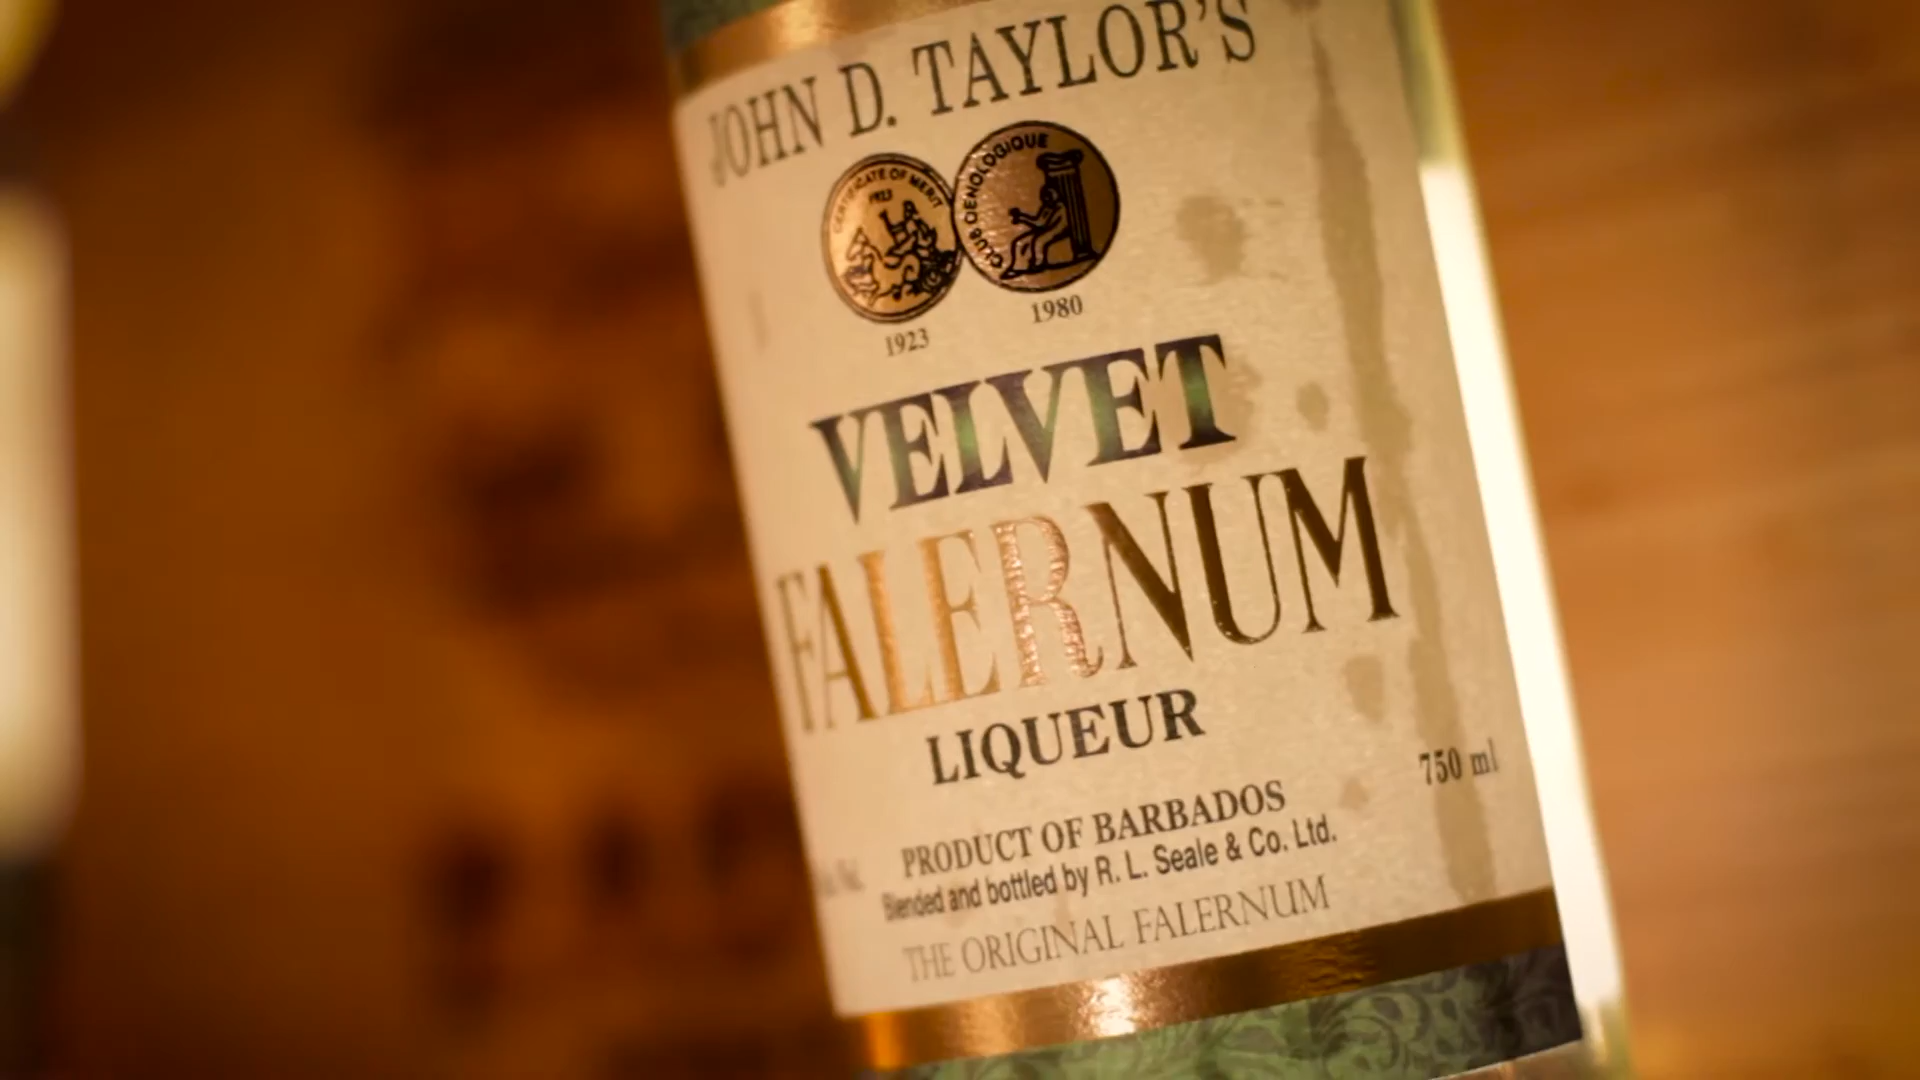 JOHN D. TAYLOR'S
CERTIFICATE OF MERIT
1923
CLUB OENOLOGIQUE
1923
1980
VELVET
FALERNUM
LIQUEUR
750 ml
PRODUCT OF BARBADOS
Blended and bottled by R. L. Seale & Co. Ltd.
THE ORIGINAL FALERNUM